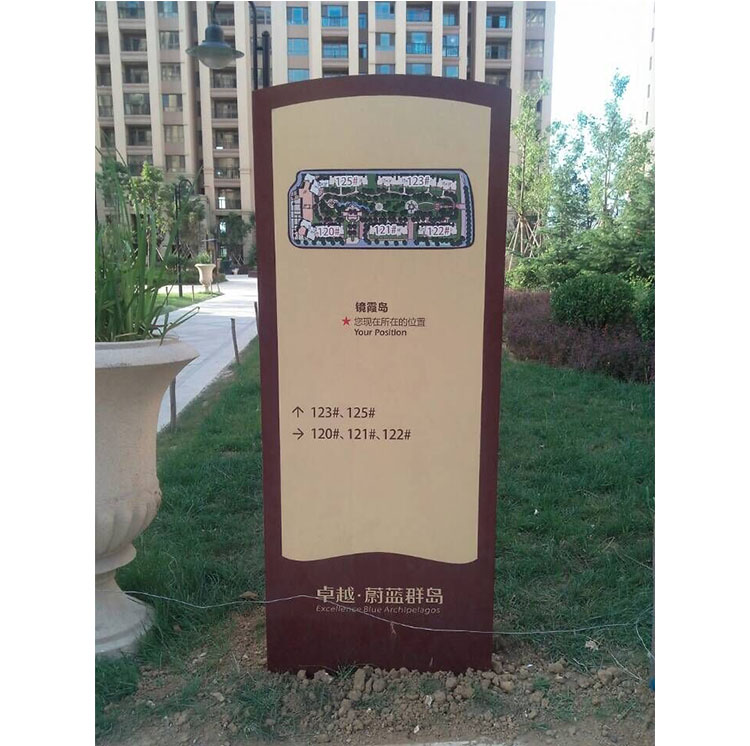 125# 123#
120# 121# 122#
镜霞岛
★ 您现在所在的位置
Your Position
↑ 123#、125#
→ 120#、121#、122#
卓越·蔚蓝群岛
Excellence Blue Archipelagos